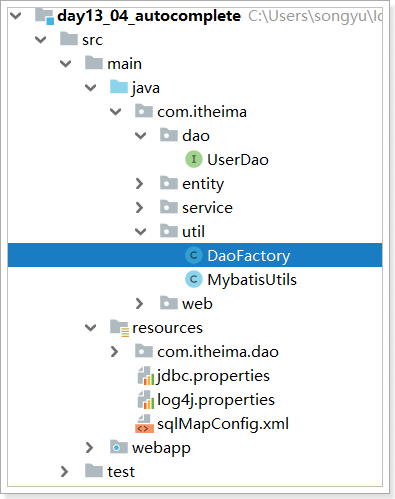 day13_04_autocomplete C:\Users\songyu\Id
src
main
java
com.itheima
dao
I UserDao
entity
service
util
C DaoFactory
C MybatisUtils
web
resources
com.itheima.dao
jdbc.properties
log4j.properties
sqlMapConfig.xml
webapp
test